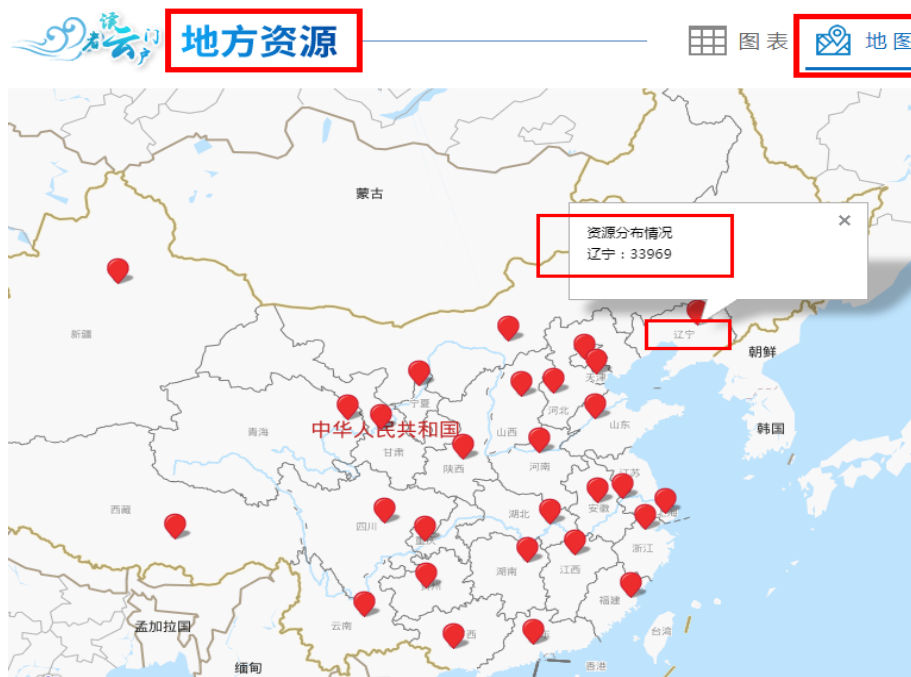 读者云门户
地方资源
图表
地图
蒙古
资源分布情况
辽宁：33969
新疆
辽宁
朝鲜
天津
宁夏
河北
中华人民共和国
青海
山西
山东
韩国
甘肃
陕西
河南
江苏
西藏
湖北
安徽
四川
重庆
浙江
湖南
江西
福建
云南
孟加拉国
台湾
缅甸
香港